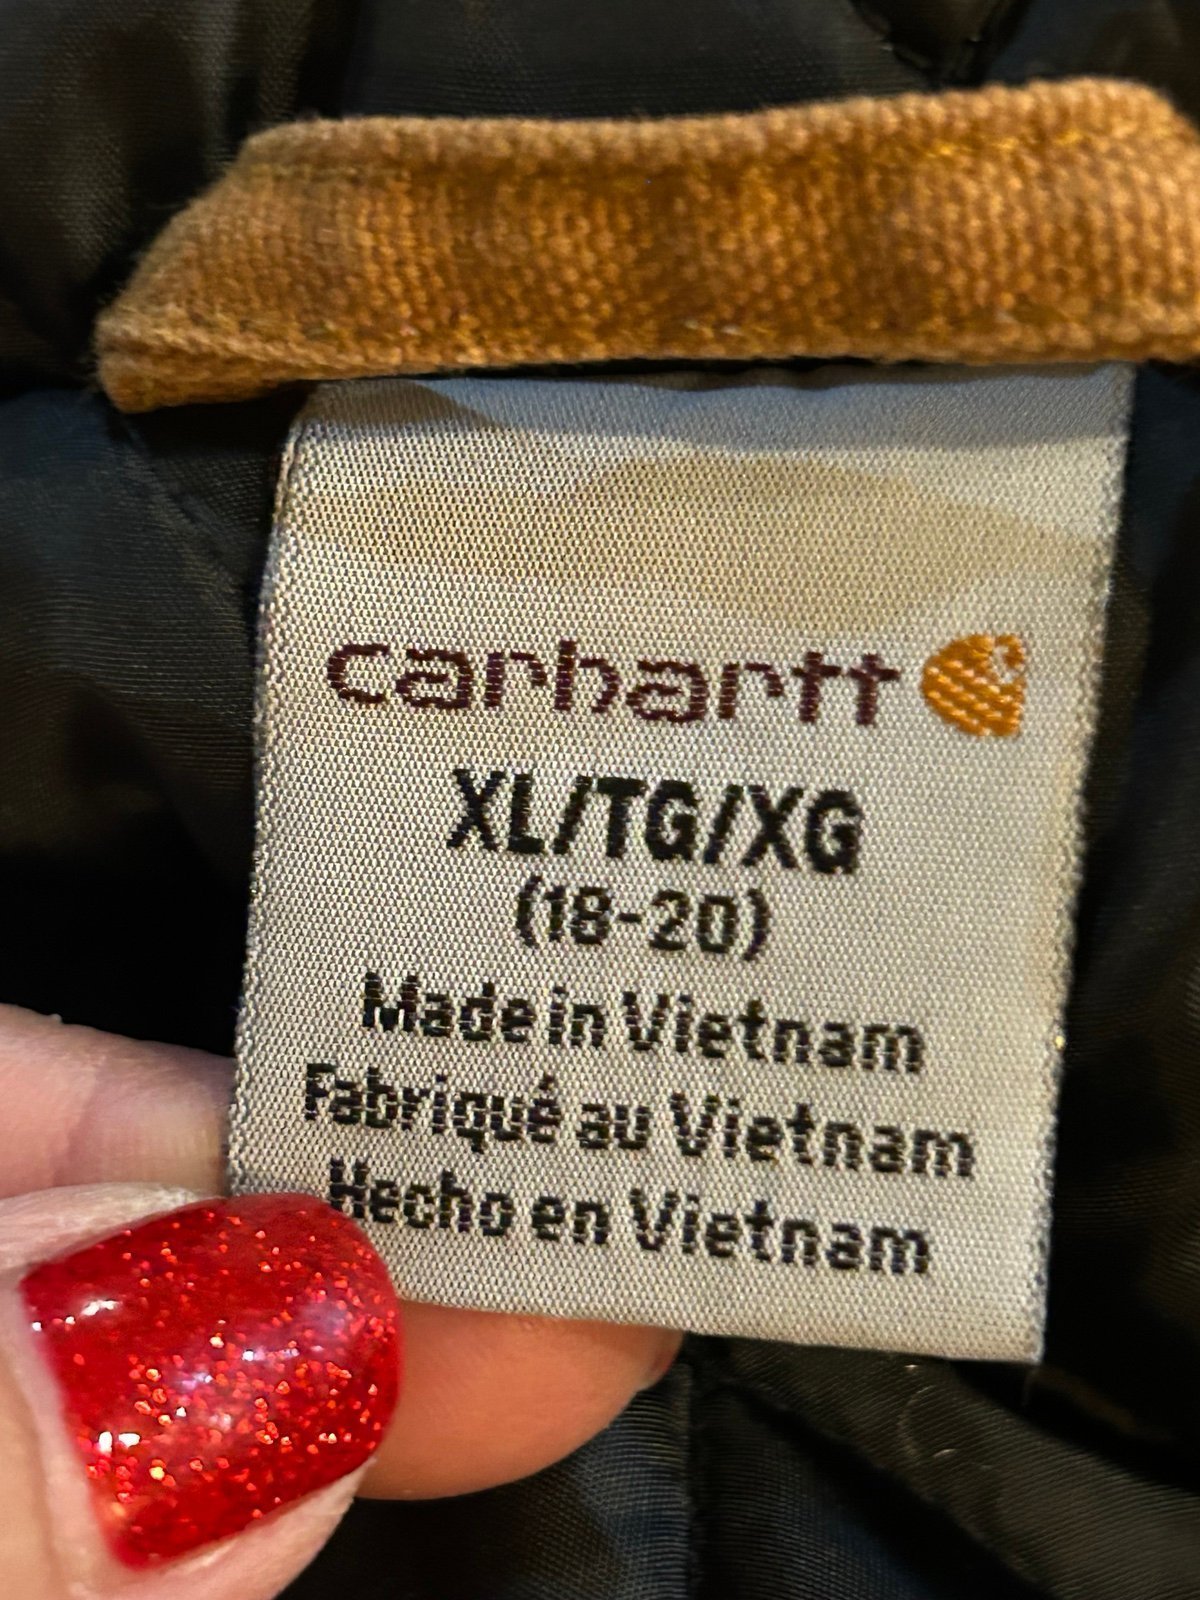 carhartt
XL/TG/XG
(18-20)
Made in Vietnam
Fabriqué au Vietnam
Hecho en Vietnam